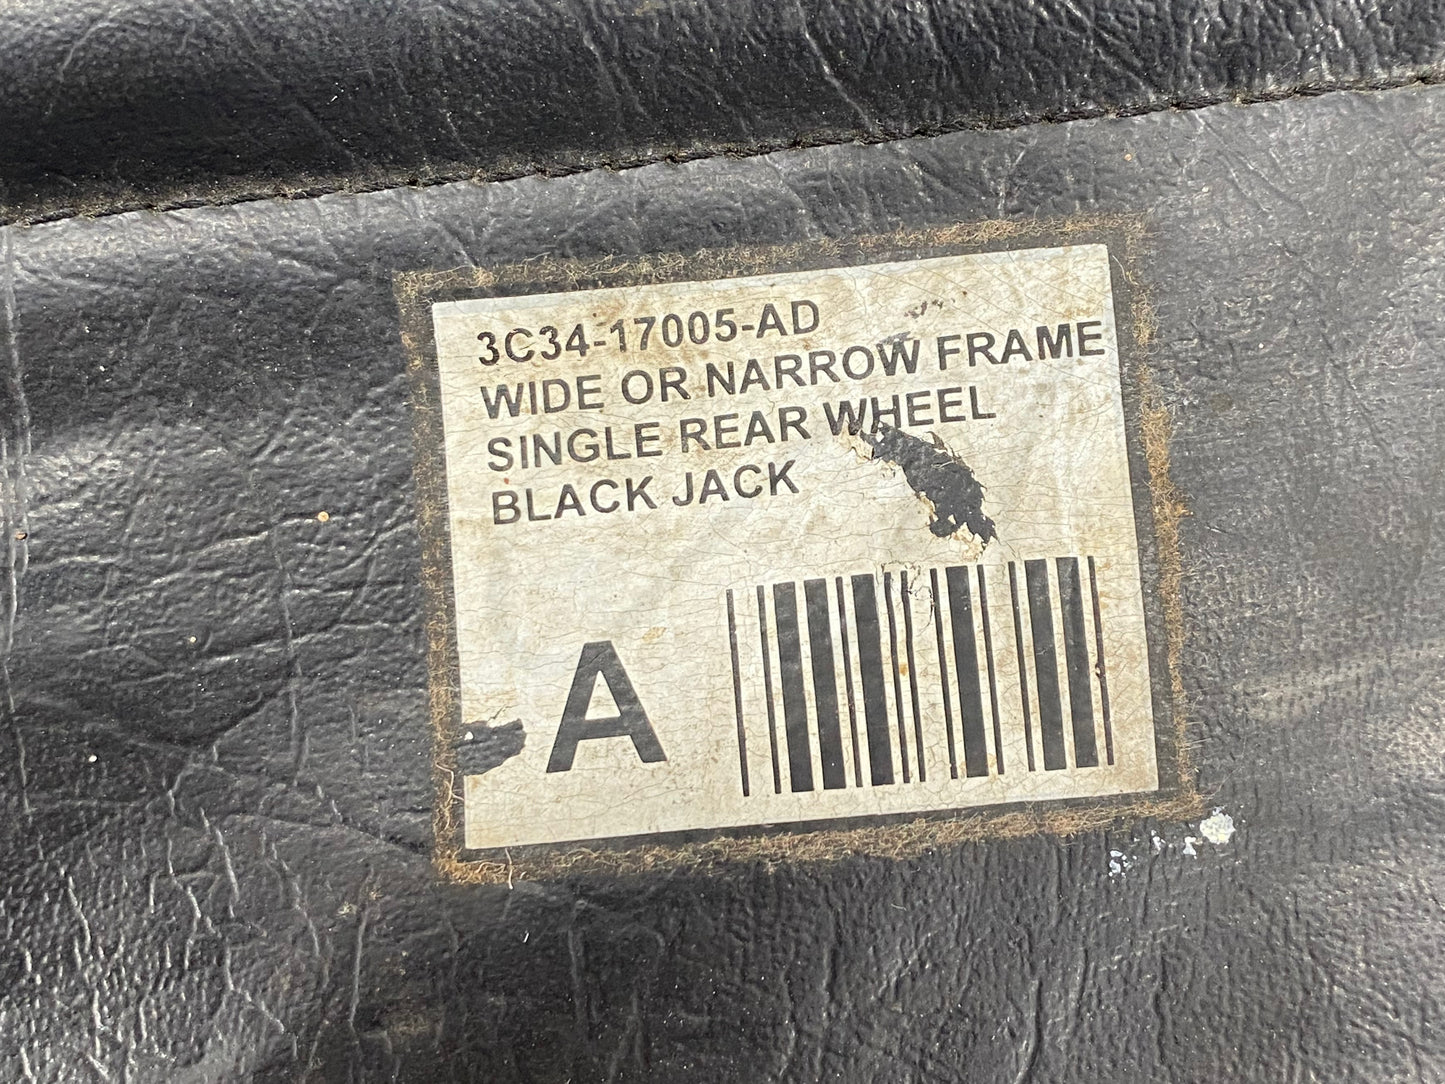 3C34-17005-AD
WIDE OR NARROW FRAME
SINGLE REAR WHEEL
BLACK JACK
A